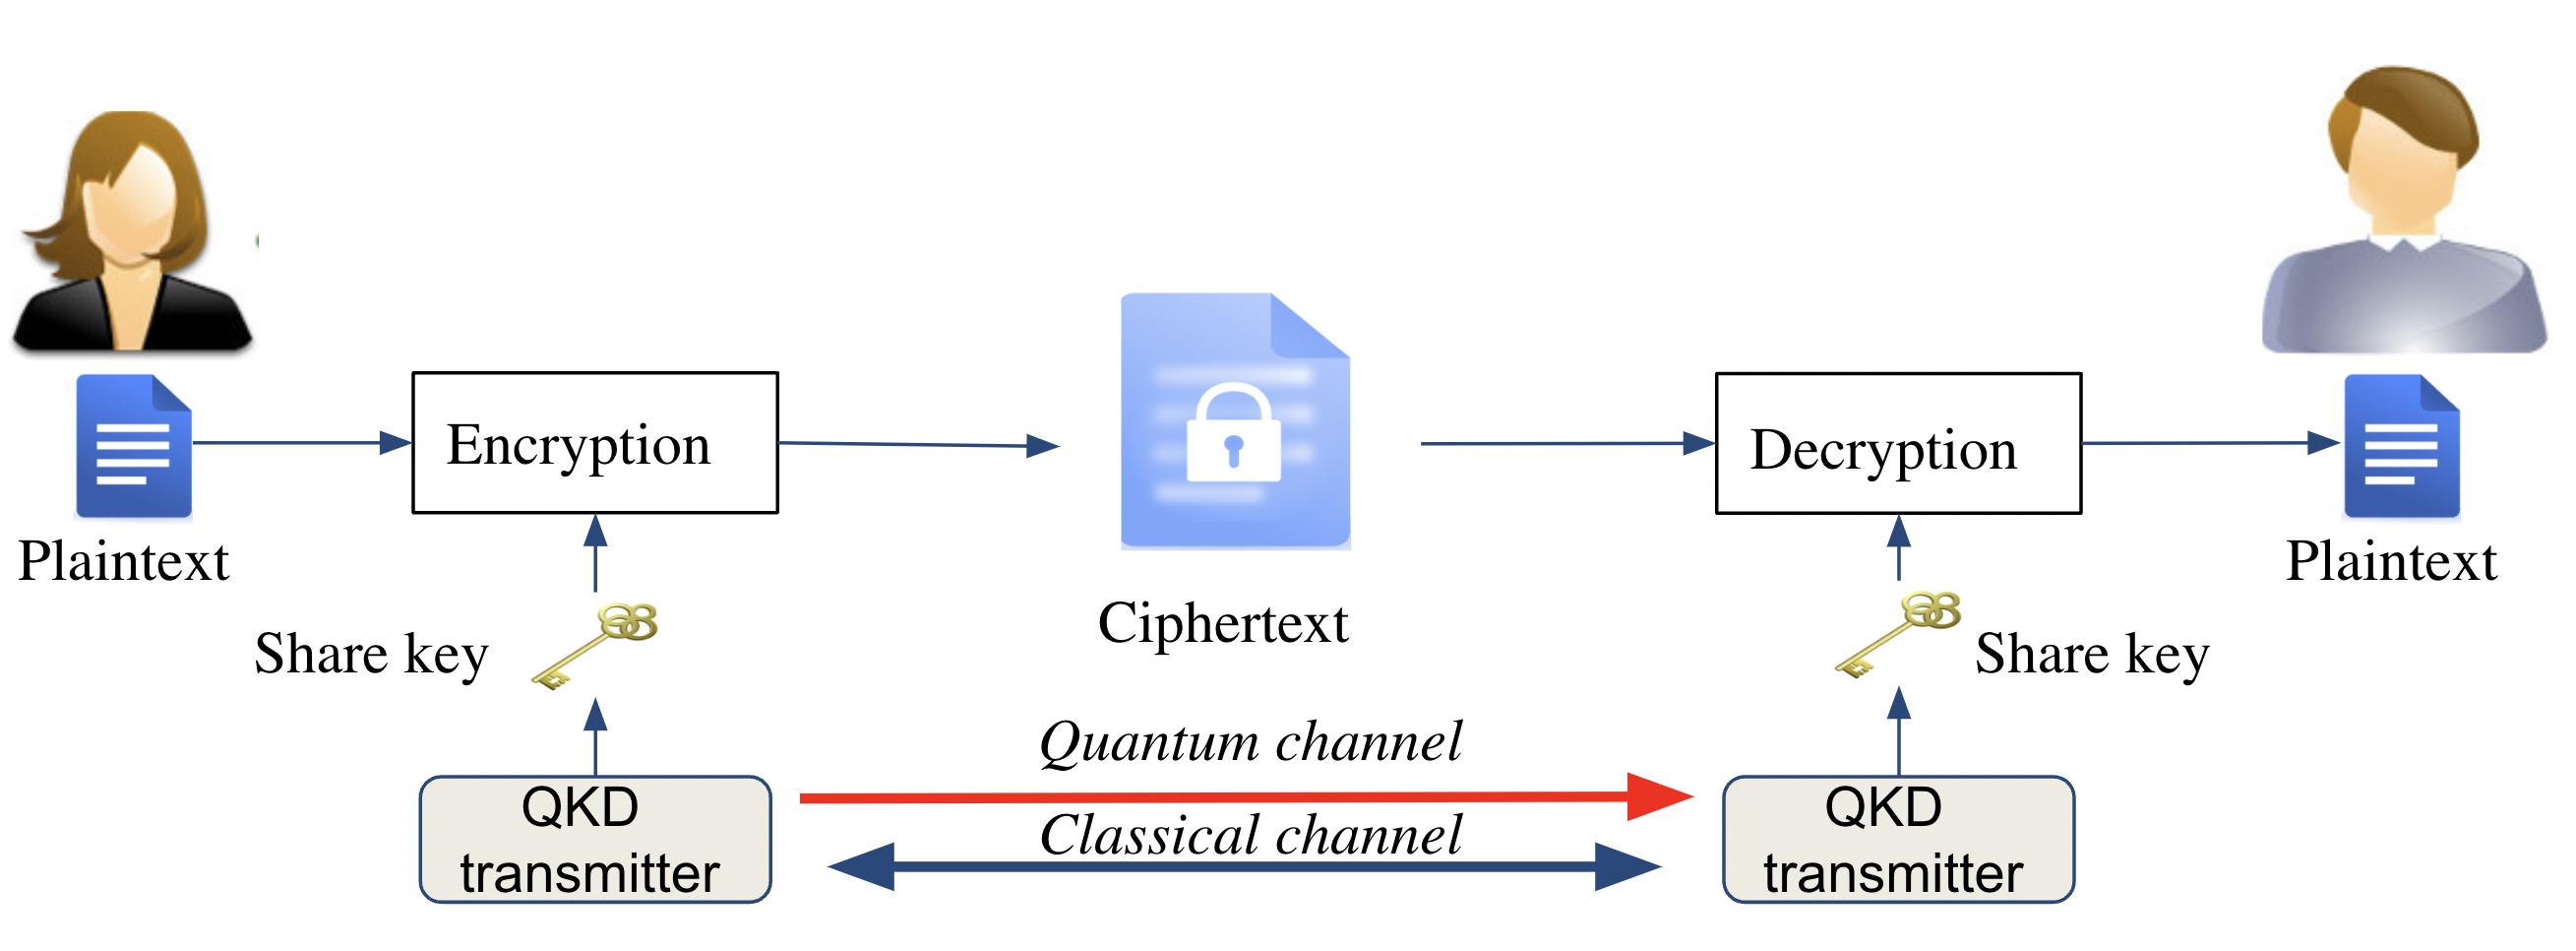 Encryption
Decryption
Plaintext
Plaintext
Ciphertext
Share key
Share key
Quantum channel
Classical channel
QKD
transmitter
QKD
transmitter